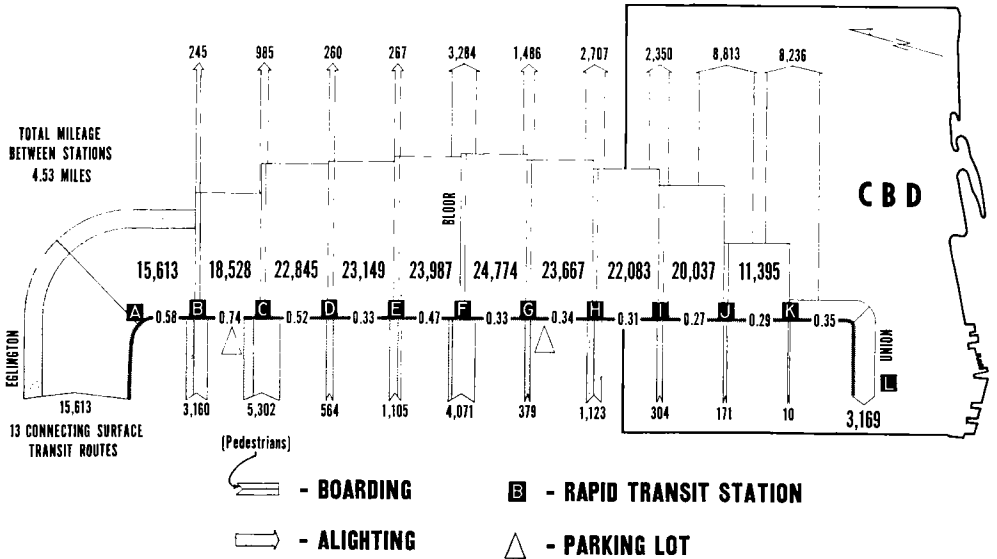 245 985 260 267 3,284 1,486 2,707 2,350 8,813 8,236
TOTAL MILEAGE
BETWEEN STATIONS
4.53 MILES
CBD
BLOOR
15,613 18,528 22,845 23,149 23,987 24,774 23,667 22,083 20,037 11,395
A B C D E F G H I J K
0.58 0.74 0.52 0.33 0.47 0.33 0.34 0.31 0.27 0.29 0.35
EGLINGTON
UNION
L
15,613 3,160 5,302 564 1,105 4,071 379 1,123 304 171 10 3,169
13 CONNECTING SURFACE
TRANSIT ROUTES
(Pedestrians)
- BOARDING
B - RAPID TRANSIT STATION
- ALIGHTING
- PARKING LOT